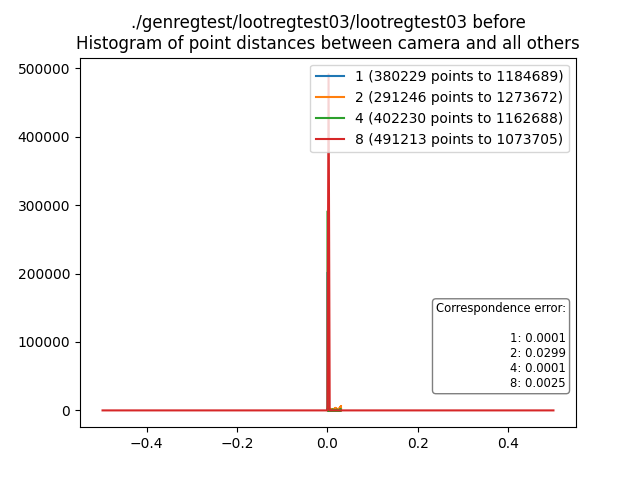 ./genregtest/lootregtest03/lootregtest03 before
Histogram of point distances between camera and all others
500000
400000
300000
200000
100000
0
1 (380229 points to 1184689)
2 (291246 points to 1273672)
4 (402230 points to 1162688)
8 (491213 points to 1073705)
Correspondence error:
1: 0.0001
2: 0.0299
4: 0.0001
8: 0.0025
−0.4
−0.2
0.0
0.2
0.4